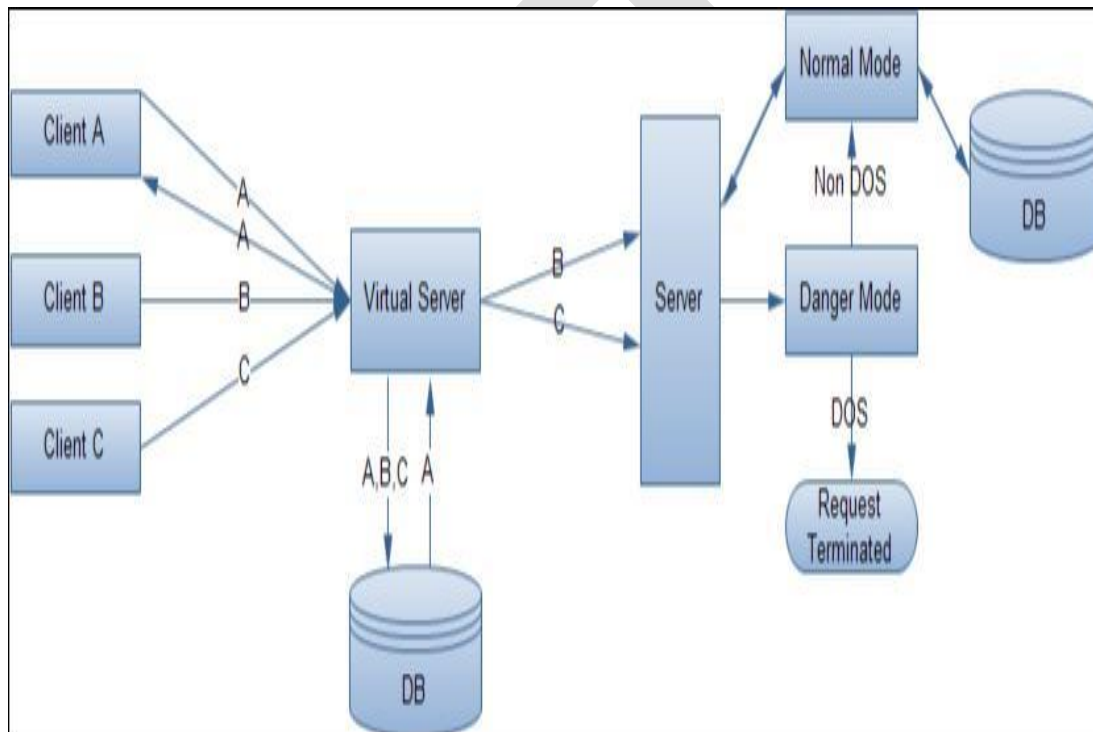 Client A
A
A
Client B
B
Client C
C
Virtual Server
A,B,C
A
DB
B
C
Server
Normal Mode
Non DOS
Danger Mode
DOS
Request
Terminated
DB